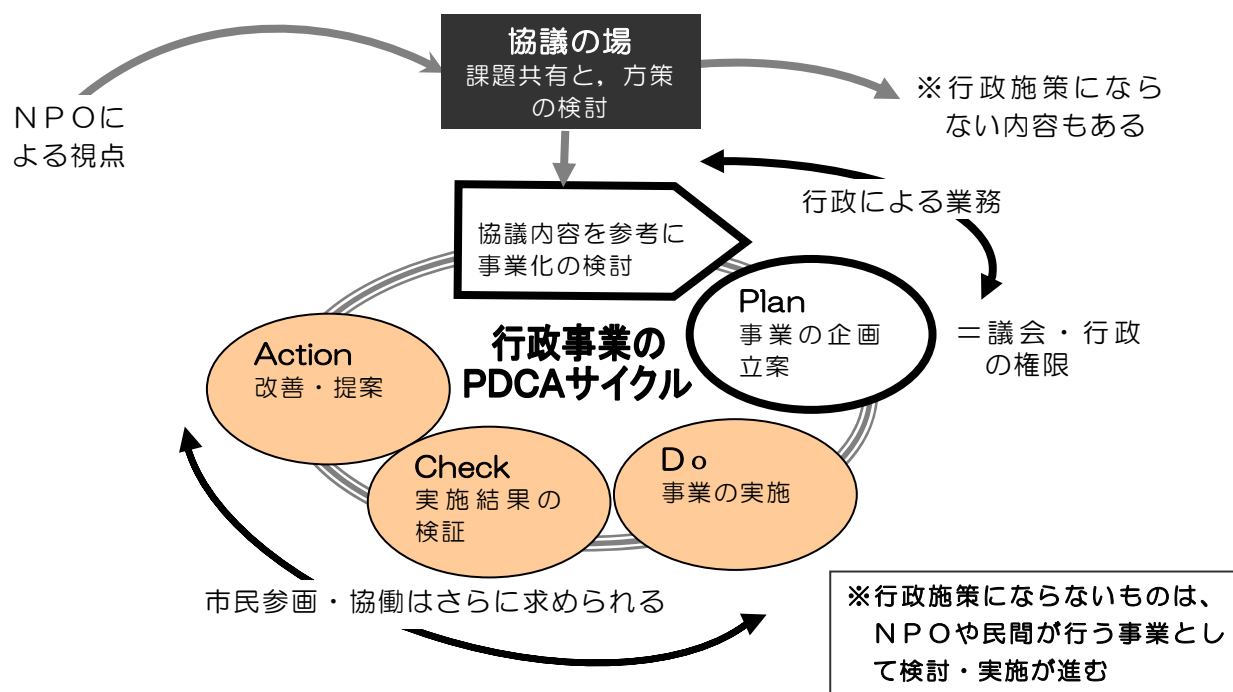 協議の場
課題共有と，方策
の検討
※行政施策になら
ない内容もある
ＮＰＯに
よる視点
行政による業務
協議内容を参考に
事業化の検討
Plan
事業の企画
立案
＝議会・行政
の権限
行政事業の
PDCAサイクル
Action
改善・提案
Check
実施結果の
検証
Ｄｏ
事業の実施
市民参画・協働はさらに求められる
※行政施策にならないものは、
ＮＰＯや民間が行う事業とし
て検討・実施が進む